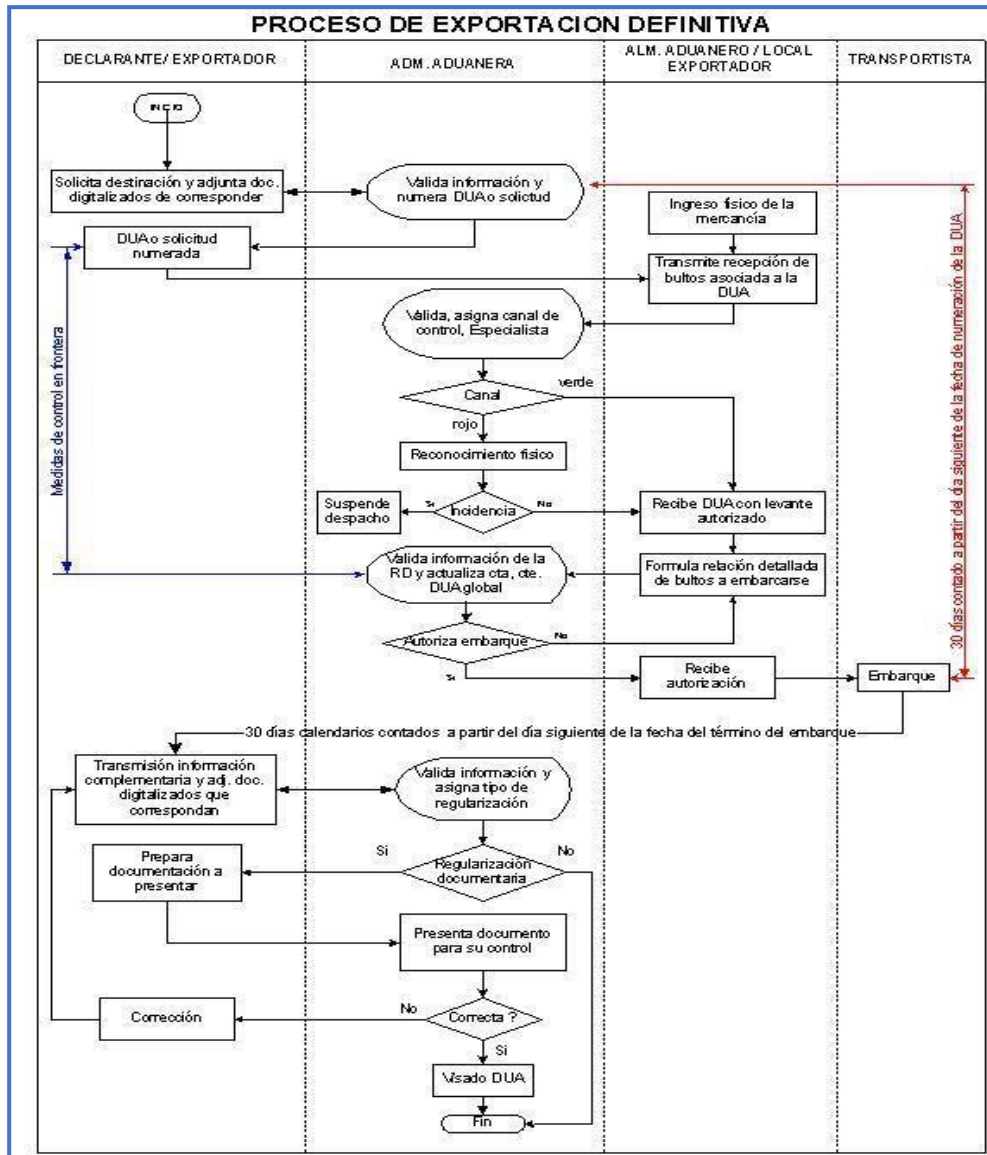 PROCESO DE EXPORTACION DEFINITIVA
DECLARANTE/ EXPORTADOR
ADM. ADUANERA
ALM. ADUANERO / LOCAL
EXPORTADOR
TRANSPORTISTA
INICIO
Solicita destinación y adjunta doc.
digitalizados de corresponder
Valida información y
numera DUA o solictud
Ingreso físico de la
mercancía
DUA o solicitud
numerada
Transmite recepción de
bultos asociada a la
DUA
Valida, asigna canal de
control, Especialista
Canal
verde
rojo
Reconocimiento físico
Suspende
despacho
Si
Incidencia
No
Recibe DUA con levante
autorizado
Valida información de la
RD y actualiza cta, cte.
DUA global
Formula relación detallada
de bultos a embarcarse
Autoriza embarque
No
Si
Recibe
autorización
Embarque
Medidas de control en frontera
30 días contado a partir del día siguiente de la fecha de numeración de la DUA
30 días calendarios contados a partir del día siguiente de la fecha del término del embarque
Transmisión información
complementaria y adj. doc.
digitalizados que
correspondan
Valida información y
asigna tipo de
regularización
Prepara
documentación a
presentar
Si
Regularización
documentaria
No
Presenta documento
para su control
Corrección
No
Correcta ?
Si
Visado DUA
Fin